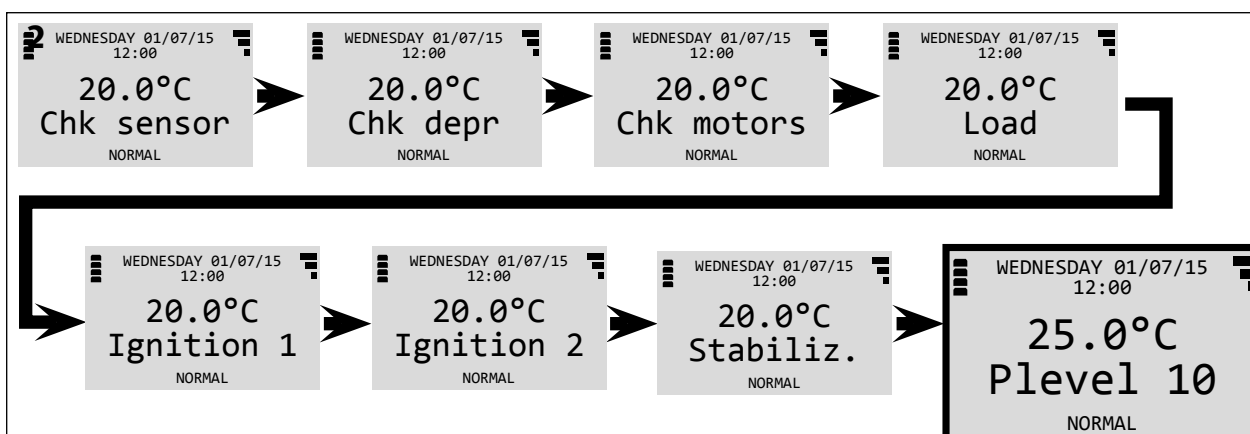 2
WEDNESDAY 01/07/15
12:00
20.0°C
Chk sensor
NORMAL
WEDNESDAY 01/07/15
12:00
20.0°C
Chk depr
NORMAL
WEDNESDAY 01/07/15
12:00
20.0°C
Chk motors
NORMAL
WEDNESDAY 01/07/15
12:00
20.0°C
Load
NORMAL
WEDNESDAY 01/07/15
12:00
20.0°C
Ignition 1
NORMAL
WEDNESDAY 01/07/15
12:00
20.0°C
Ignition 2
NORMAL
WEDNESDAY 01/07/15
12:00
20.0°C
Stabiliz.
NORMAL
WEDNESDAY 01/07/15
12:00
25.0°C
Plevel 10
NORMAL